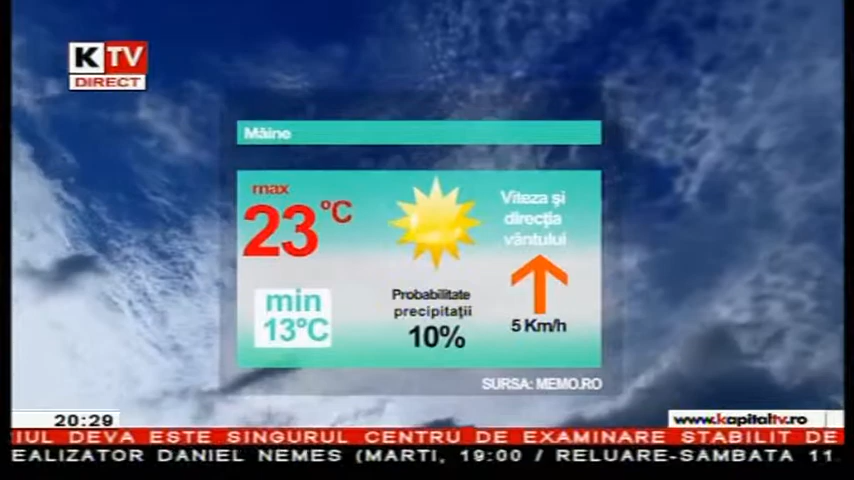 KTV
DIRECT
Mâine
max
23°C
min
13°C
Probabilitate
precipitații
10%
Viteza și
direcția
vântului
5 Km/h
SURSA: MEMO.RO
20:29
www.kapitaltv.ro
IUL DEVA ESTE SINGURUL CENTRU DE EXAMINARE STABILIT DE
EALIZATOR DANIEL NEMES (MARTI, 19:00 / RELUARE-SAMBATA 11